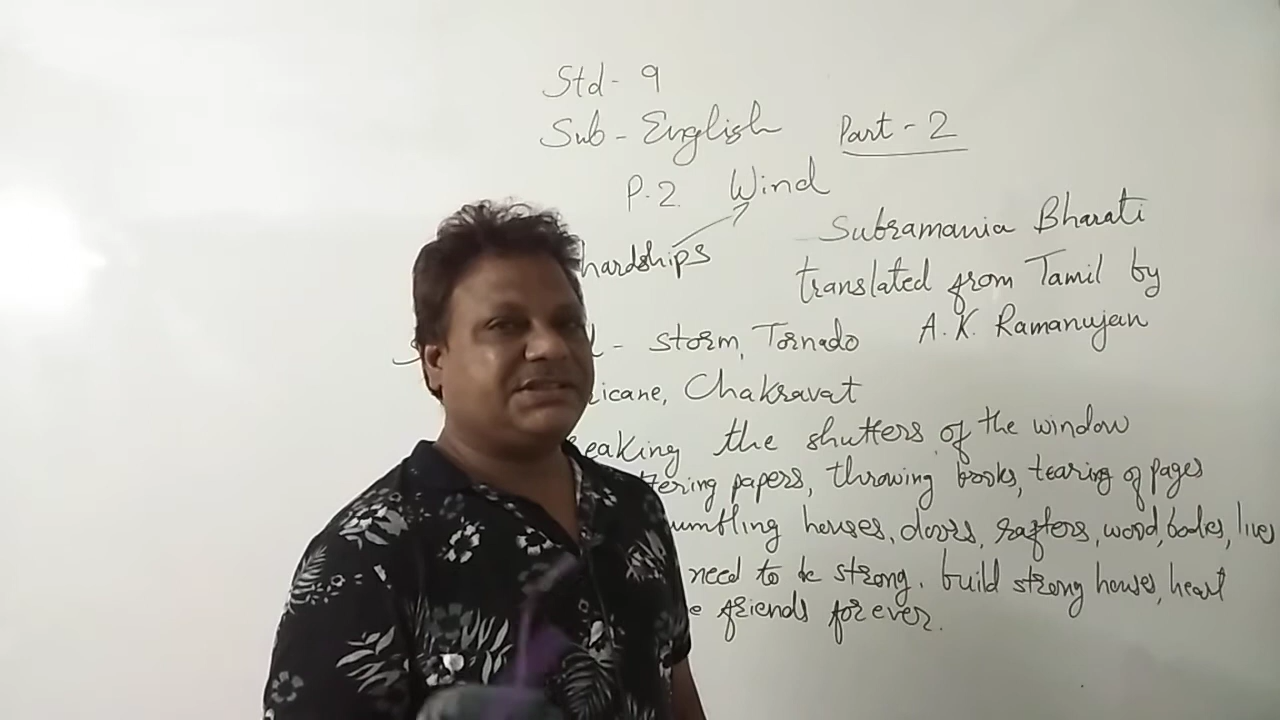 Std- 9
Sub - English Part - 2
P.2. Wind
hardships Subramania Bharati
translated from Tamil by
- storm, Tornado A.K. Ramanujan
icane, Chakravat
eaking the shutters of the window
tering papers, throwing books, tearing of pages
umbling houses, doors, rafters, wood, bodies, lives
need to be strong. build strong houses, heart
e friends forever.